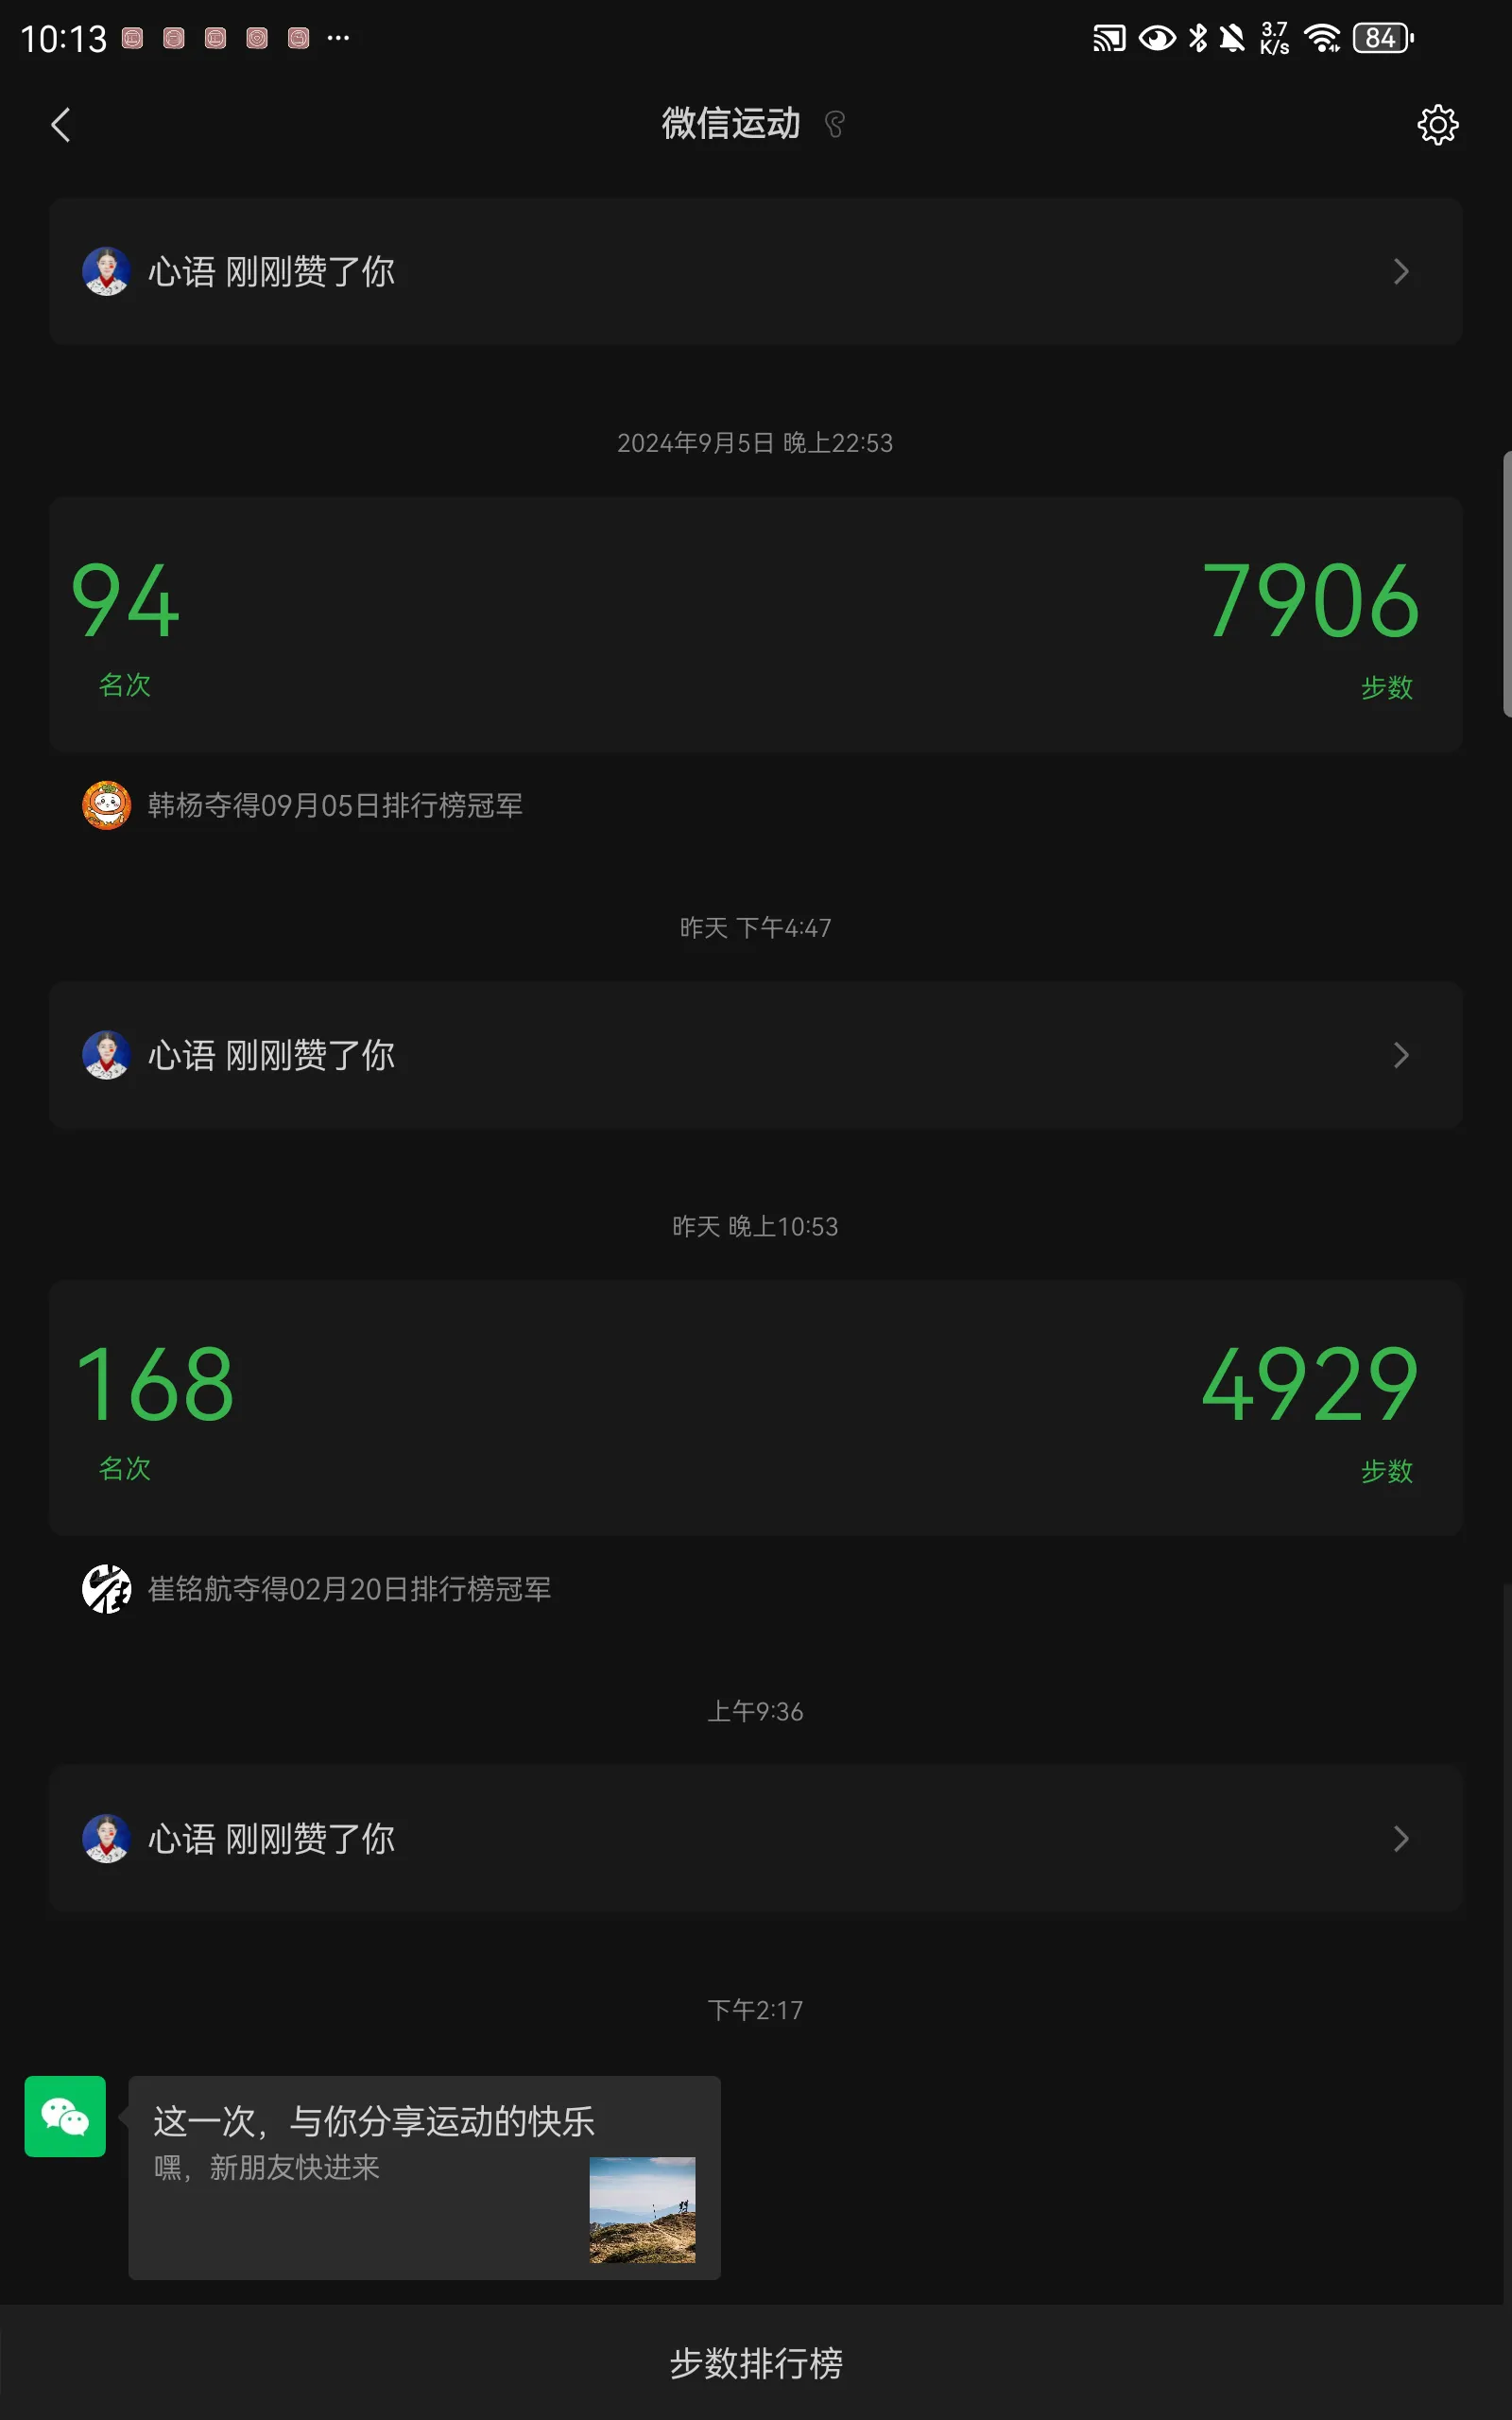 10:13
3.7
K/s
84
微信运动
心语 刚刚赞了你
2024年9月5日 晚上22:53
94
7906
名次
步数
韩杨夺得09月05日排行榜冠军
昨天 下午4:47
心语 刚刚赞了你
昨天 晚上10:53
168
4929
名次
步数
崔铭航夺得02月20日排行榜冠军
上午9:36
心语 刚刚赞了你
下午2:17
这一次，与你分享运动的快乐
嘿，新朋友快进来
步数排行榜